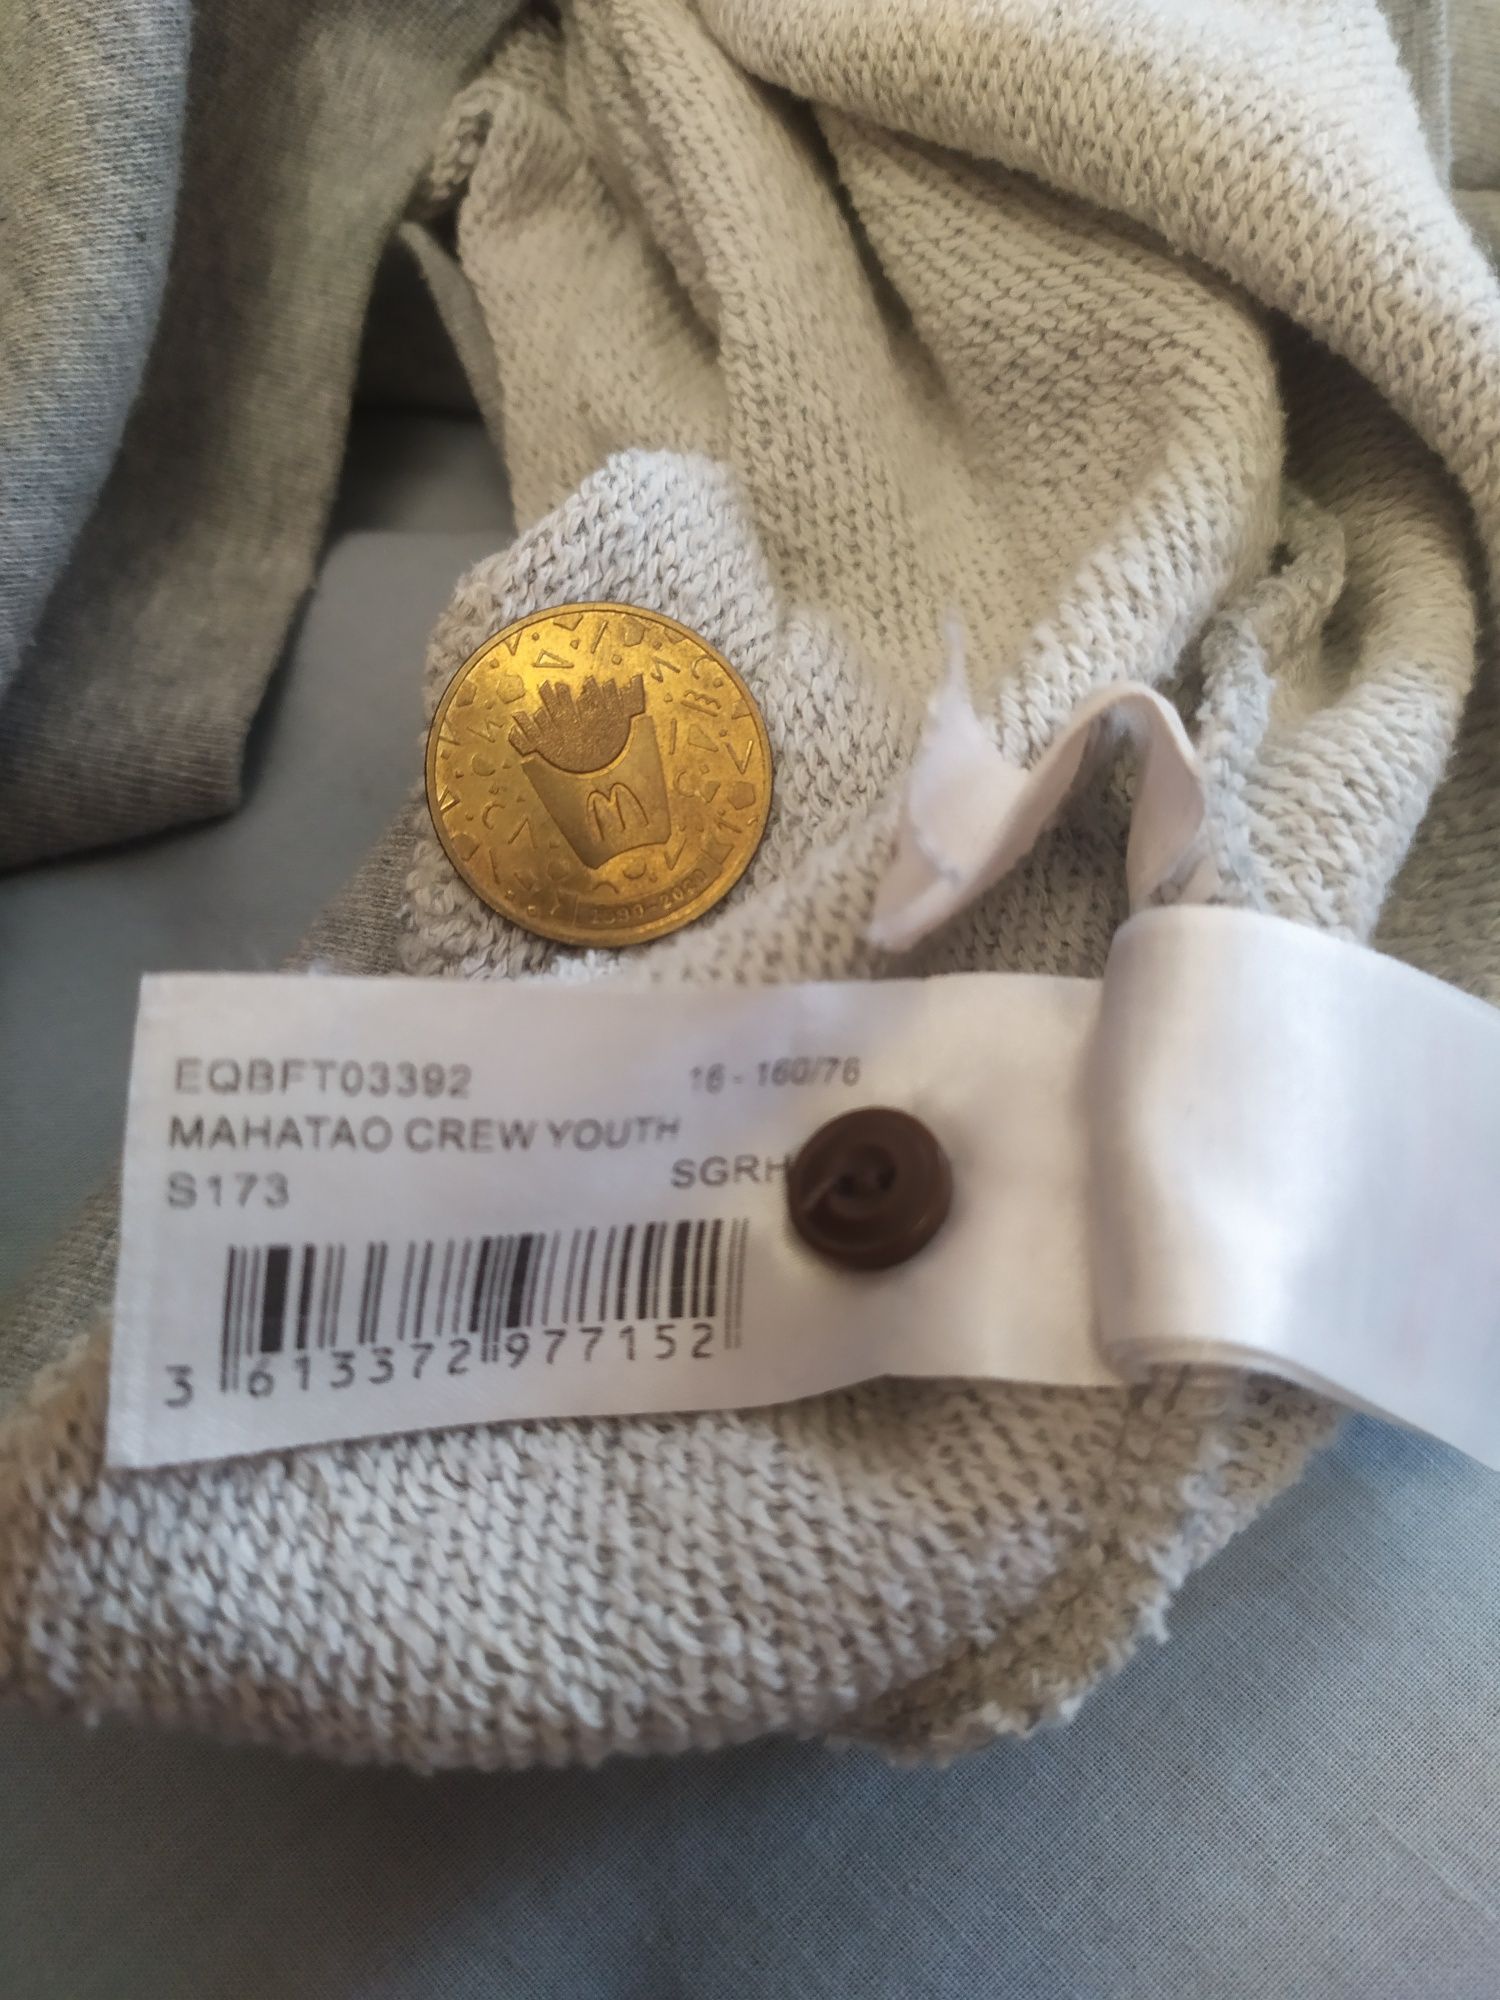 1990-2020
EQBFT03392 16 - 160/76
MAHATAO CREW YOUTH
S173 SGRH
3 613372 977152